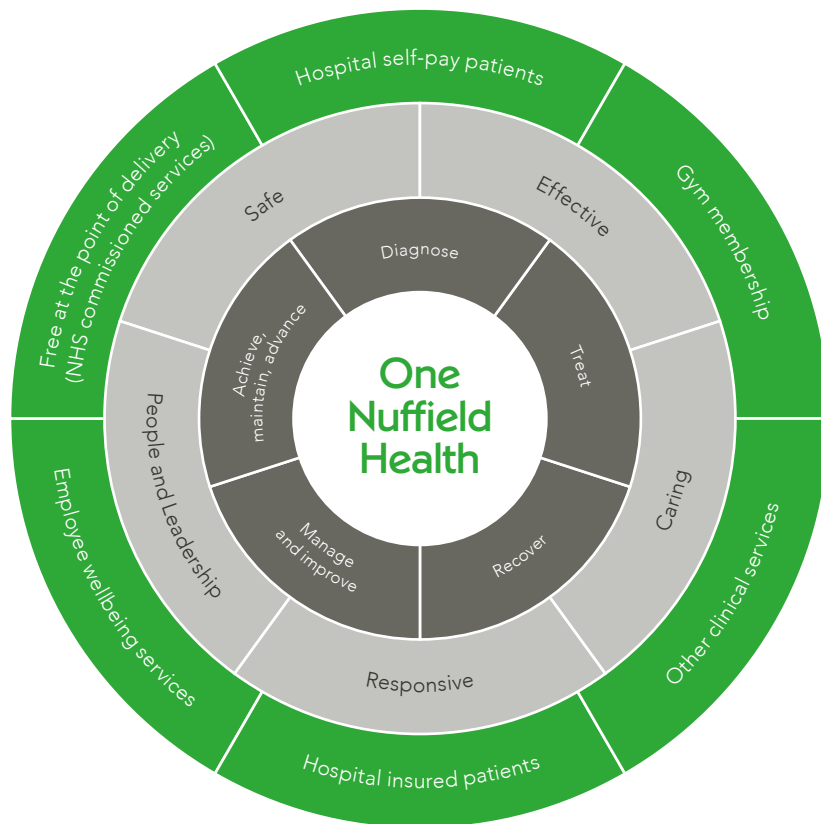 Hospital self-pay patients
Gym membership
Other clinical services
Hospital insured patients
Employee wellbeing services
Free at the point of delivery
(NHS commissioned services)
Safe
Effective
Caring
Responsive
People and Leadership
Diagnose
Treat
Recover
Manage
and improve
Achieve,
maintain, advance
One
Nuffield
Health